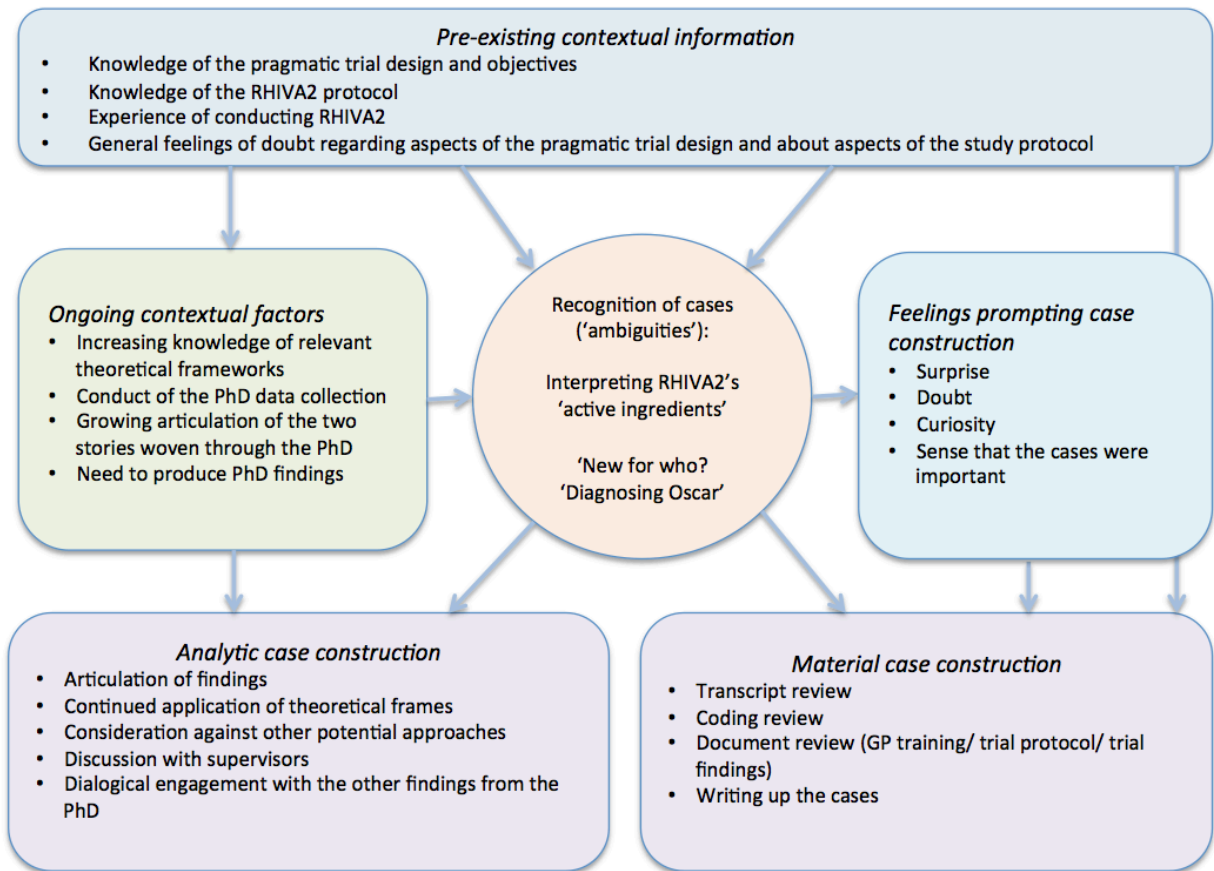 Pre-existing contextual information
• Knowledge of the pragmatic trial design and objectives
• Knowledge of the RHIVA2 protocol
• Experience of conducting RHIVA2
• General feelings of doubt regarding aspects of the pragmatic trial design and about aspects of the study protocol
Ongoing contextual factors
• Increasing knowledge of relevant
theoretical frameworks
• Conduct of the PhD data collection
• Growing articulation of the two
stories woven through the PhD
• Need to produce PhD findings
Recognition of cases
(‘ambiguities’):
Interpreting RHIVA2’s
‘active ingredients’
‘New for who?
‘Diagnosing Oscar’
Feelings prompting case
construction
• Surprise
• Doubt
• Curiosity
• Sense that the cases were
important
Analytic case construction
• Articulation of findings
• Continued application of theoretical frames
• Consideration against other potential approaches
• Discussion with supervisors
• Dialogical engagement with the other findings from the
PhD
Material case construction
• Transcript review
• Coding review
• Document review (GP training/ trial protocol/ trial
findings)
• Writing up the cases